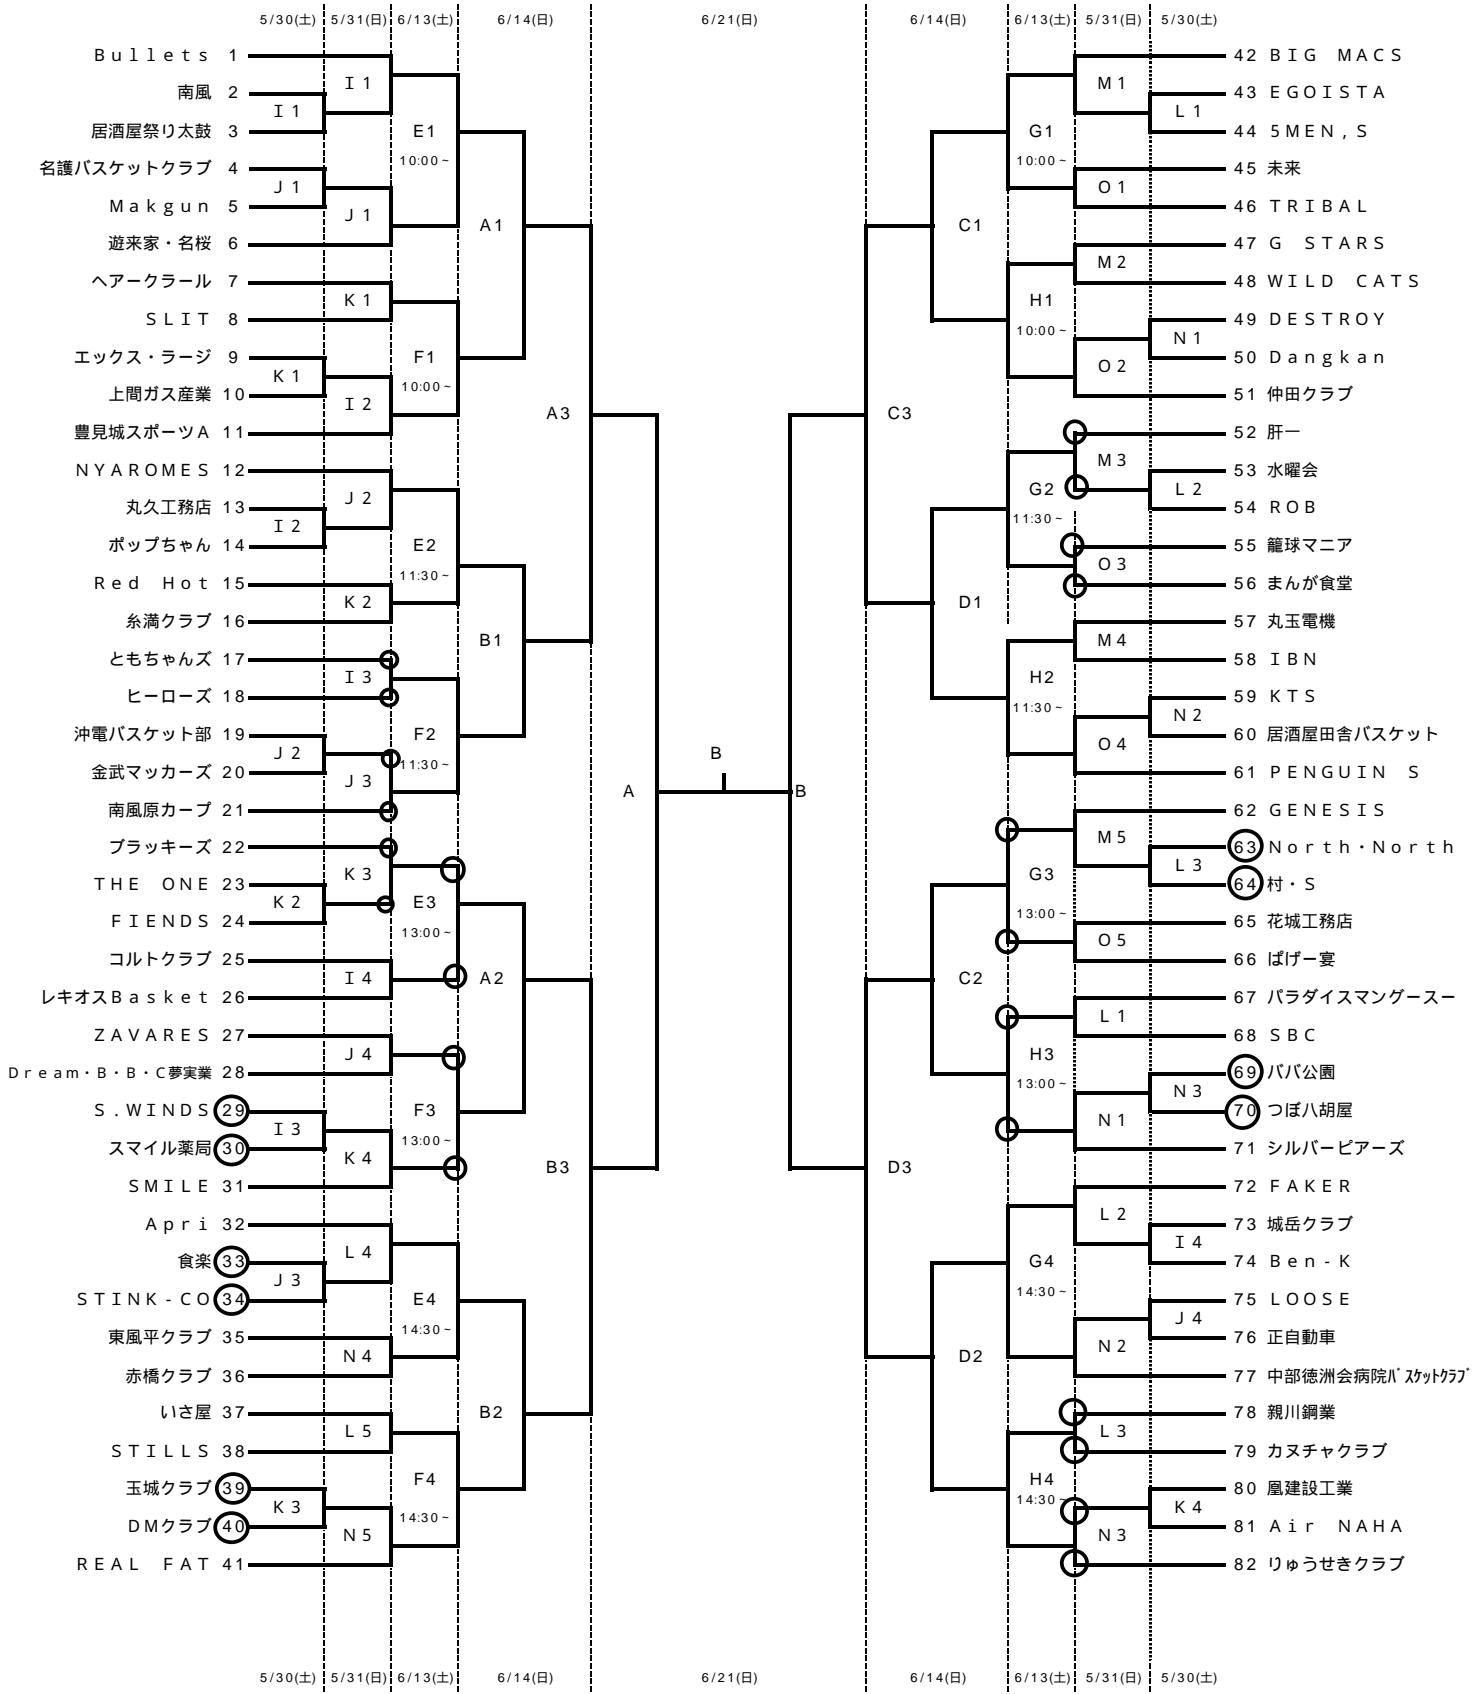 5/30(土) 5/31(日) 6/13(土) 6/14(日) 6/21(日) 6/14(日) 6/13(土) 5/31(日) 5/30(土)
Bullets 1
南風 2
居酒屋祭り太鼓 3
名護バスケットクラブ 4
Makgun 5
遊来家・名桜 6
ヘアークラール 7
SLIT 8
エックス・ラージ 9
上間ガス産業 10
豊見城スポーツA 11
NYAROMES 12
丸久工務店 13
ポップちゃん 14
Red Hot 15
糸満クラブ 16
ともちゃんズ 17
ヒーローズ 18
沖電バスケット部 19
金武マッカーズ 20
南風原カープ 21
ブラッキーズ 22
THE ONE 23
FIENDS 24
コルトクラブ 25
レキオスBasket 26
ZAVARES 27
Dream・B・B・C夢実業 28
S.WINDS 29
スマイル薬局 30
SMILE 31
Apri 32
食楽 33
STINK-CO 34
東風平クラブ 35
赤橋クラブ 36
いさ屋 37
STILLS 38
玉城クラブ 39
DMクラブ 40
REAL FAT 41
I1
J1
K1
I2
J2
K2
I3
J3
K3
I1
J1
K1
I2
J2
K2
I3
J3
K3
I4
J4
K4
L4
N4
L5
N5
E1
10:00~
F1
10:00~
E2
11:30~
F2
11:30~
E3
13:00~
F3
13:00~
E4
14:30~
F4
14:30~
A1
B1
A2
B2
A3
B3
A
B
B
C3
D3
C1
D1
C2
D2
G1
10:00~
H1
10:00~
G2
11:30~
H2
11:30~
G3
13:00~
H3
13:00~
G4
14:30~
H4
14:30~
M1
O1
M2
O2
M3
O3
M4
O4
M5
O5
L1
N1
L2
N2
L3
N3
L1
N1
L2
N2
L3
N3
I4
J4
K4
42 BIG MACS
43 EGOISTA
44 5MEN,S
45 未来
46 TRIBAL
47 G STARS
48 WILD CATS
49 DESTROY
50 Dangkan
51 仲田クラブ
52 肝一
53 水曜会
54 ROB
55 籠球マニア
56 まんが食堂
57 丸玉電機
58 IBN
59 KTS
60 居酒屋田舎バスケット
61 PENGUIN S
62 GENESIS
63 North・North
64 村・S
65 花城工務店
66 ぱげー宴
67 パラダイスマングースー
68 SBC
69 ババ公園
70 つぼ八胡屋
71 シルバーピアーズ
72 FAKER
73 城岳クラブ
74 Ben-K
75 LOOSE
76 正自動車
77 中部徳洲会病院ﾊﾞｽｹｯﾄｸﾗﾌﾞ
78 親川鋼業
79 カヌチャクラブ
80 凰建設工業
81 Air NAHA
82 りゅうせきクラブ
5/30(土) 5/31(日) 6/13(土) 6/14(日) 6/21(日) 6/14(日) 6/13(土) 5/31(日) 5/30(土)